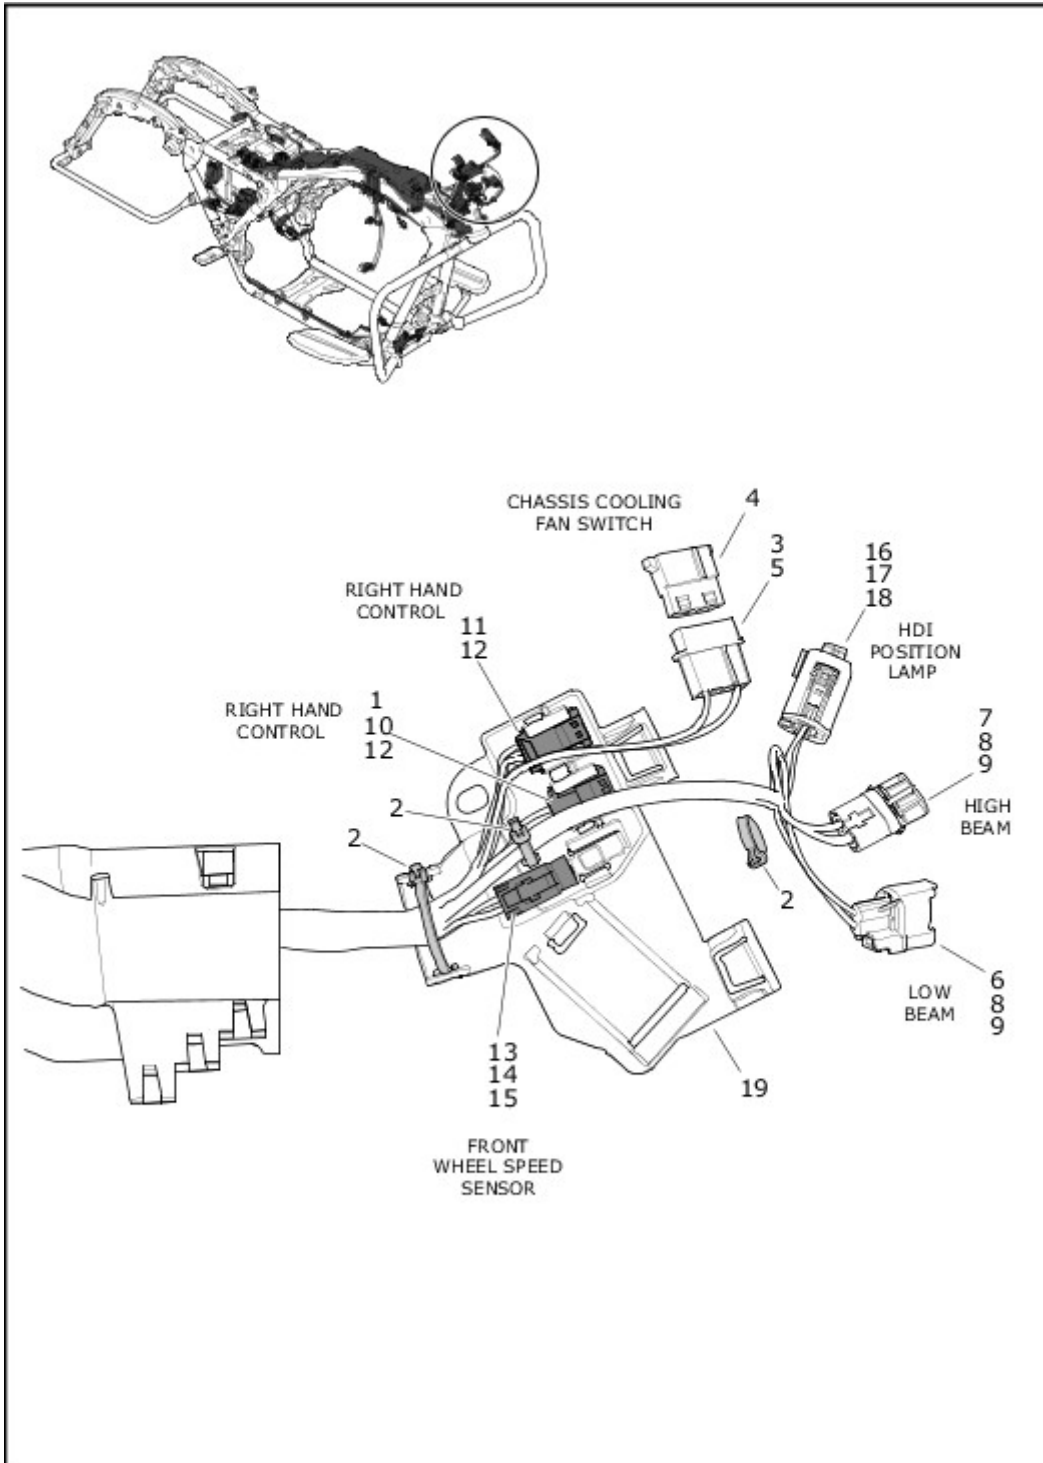 CHASSIS COOLING
FAN SWITCH
4
3
5
16
17
18
HDI
POSITION
LAMP
RIGHT HAND
CONTROL
11
12
RIGHT HAND
CONTROL
1
10
12
7
8
9
HIGH
BEAM
2
2
2
6
8
9
LOW
BEAM
13
14
15
19
FRONT
WHEEL SPEED
SENSOR